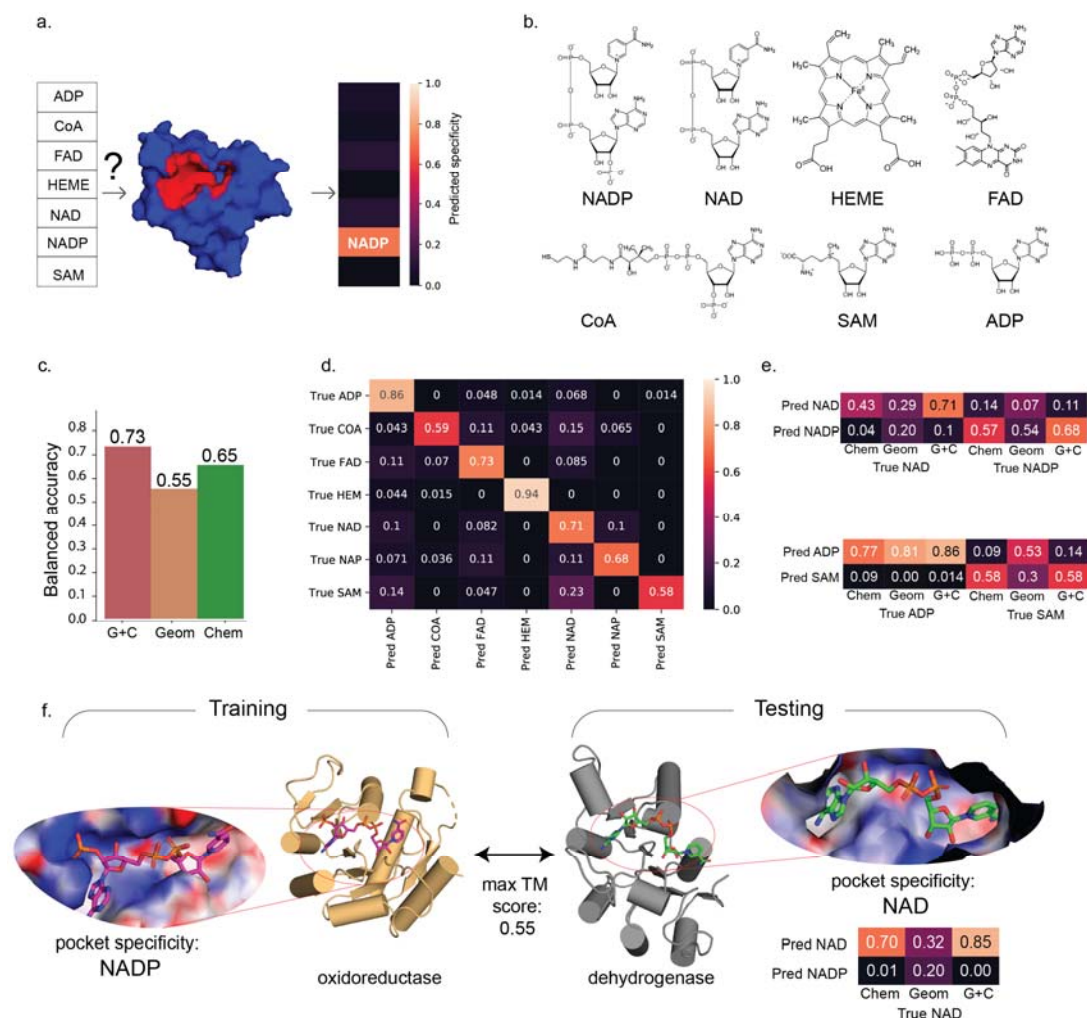 a.
ADP
CoA
FAD
HEME
NAD
NADP
SAM
?
NADP
1.0
0.8
0.6
0.4
0.2
0.0
Predicted specificity
b.
NADP
NAD
HEME
FAD
CoA
SAM
ADP
c.
Balanced accuracy
0.8
0.7
0.6
0.5
0.4
0.3
0.2
0.1
0.0
0.73
0.55
0.65
G+C Geom Chem
d.
True ADP 0.86 0 0.048 0.014 0.068 0 0.014
True COA 0.043 0.59 0.11 0.043 0.15 0.065 0
True FAD 0.11 0.07 0.73 0 0.085 0 0
True HEM 0.044 0.015 0 0.94 0 0 0
True NAD 0.1 0 0.082 0 0.71 0.1 0
True NAP 0.071 0.036 0.11 0 0.11 0.68 0
True SAM 0.14 0 0.047 0 0.23 0 0.58
Pred ADP
Pred COA
Pred FAD
Pred HEM
Pred NAD
Pred NAP
Pred SAM
1.0
0.8
0.6
0.4
0.2
0.0
e.
Pred NAD 0.43 0.29 0.71 0.14 0.07 0.11
Pred NADP 0.04 0.20 0.1 0.57 0.54 0.68
Chem Geom G+C Chem Geom G+C
True NAD True NADP
Pred ADP 0.77 0.81 0.86 0.09 0.53 0.14
Pred SAM 0.09 0.00 0.014 0.58 0.3 0.58
Chem Geom G+C Chem Geom G+C
True ADP True SAM
f.
Training
Testing
pocket specificity:
NADP
oxidoreductase
max TM
score:
0.55
dehydrogenase
pocket specificity:
NAD
Pred NAD 0.70 0.32 0.85
Pred NADP 0.01 0.20 0.00
Chem Geom G+C
True NAD